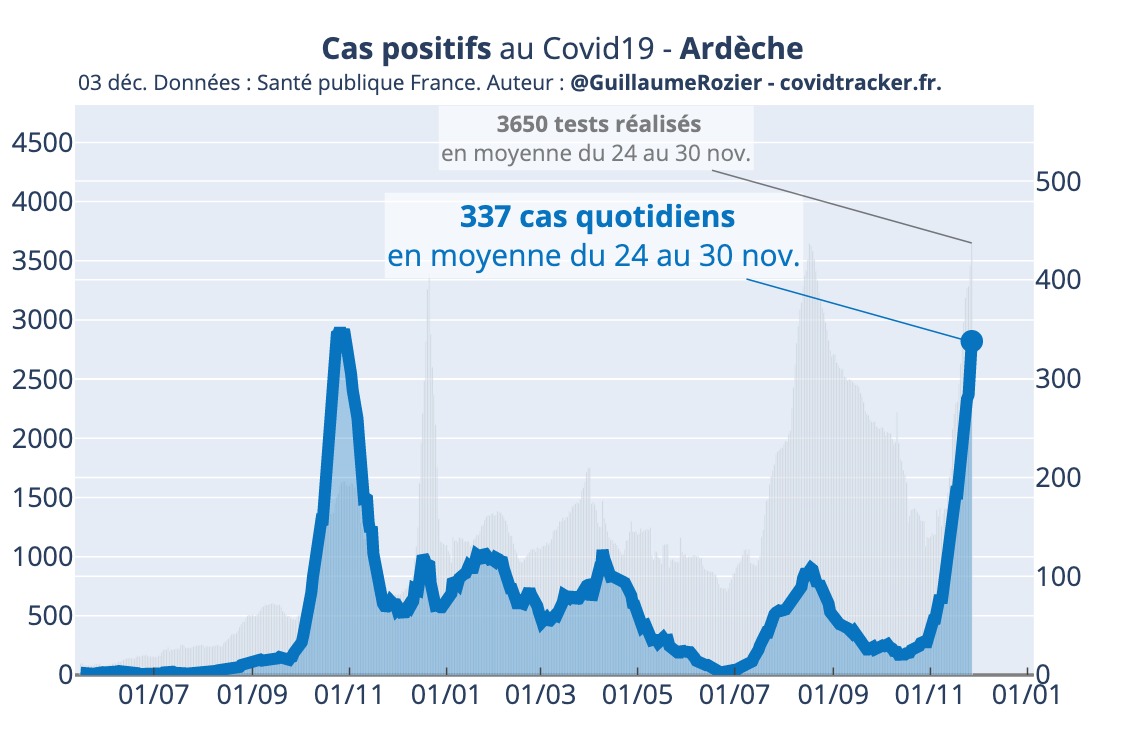 Cas positifs au Covid19 - Ardèche
03 déc. Données : Santé publique France. Auteur : @GuillaumeRozier - covidtracker.fr.
3650 tests réalisés
en moyenne du 24 au 30 nov.
337 cas quotidiens
en moyenne du 24 au 30 nov.
4500
4000
3500
3000
2500
2000
1500
1000
500
0
500
400
300
200
100
0
01/07 01/09 01/11 01/01 01/03 01/05 01/07 01/09 01/11 01/01